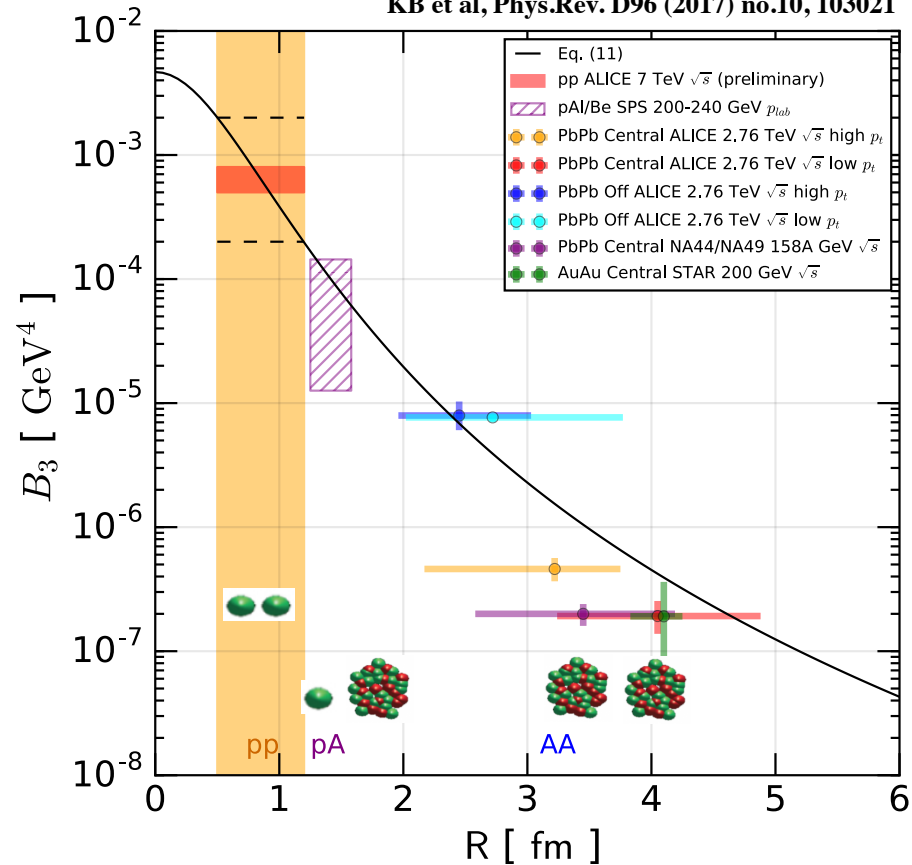 KB et al, Phys.Rev. D96 (2017) no.10, 103021
Eq. (11)
pp ALICE 7 TeV √s (preliminary)
pAl/Be SPS 200-240 GeV p_lab
PbPb Central ALICE 2.76 TeV √s high p_t
PbPb Central ALICE 2.76 TeV √s low p_t
PbPb Off ALICE 2.76 TeV √s high p_t
PbPb Off ALICE 2.76 TeV √s low p_t
PbPb Central NA44/NA49 158A GeV √s
AuAu Central STAR 200 GeV √s
B₃ [ GeV⁴ ]
10⁻²
10⁻³
10⁻⁴
10⁻⁵
10⁻⁶
10⁻⁷
10⁻⁸
pp pA AA
0 1 2 3 4 5 6
R [ fm ]